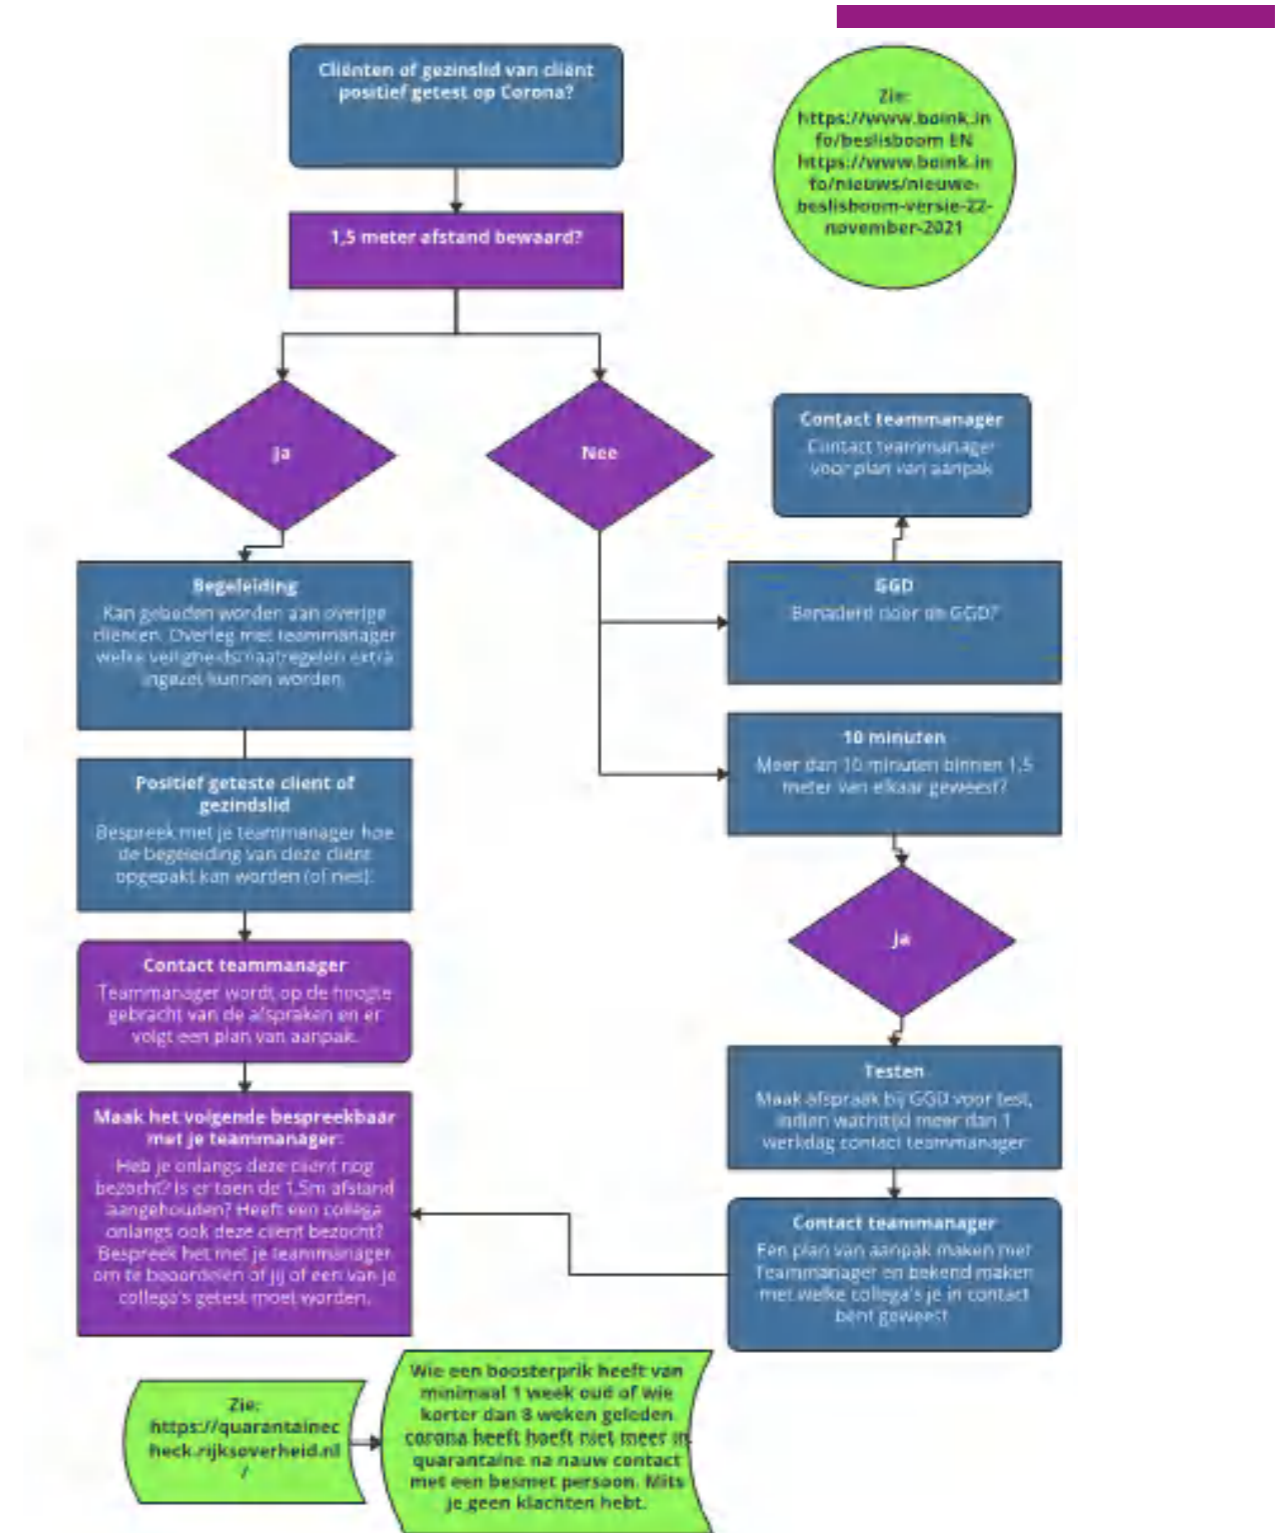 Cliënten of gezinslid van cliënt
positief getest op Corona?
Zie:
https://www.boink.in
fo/beslisboom EN
https://www.boink.in
fo/nieuws/nieuwe-
beslisboom-versie-22-
november-2021
1,5 meter afstand bewaard?
Ja
Nee
Contact teammanager
Contact teammanager
voor plan van aanpak
Begeleiding
Kan geboden worden aan overige
cliënten. Overleg met teammanager
welke veiligheidsmaatregelen extra
ingezet kunnen worden
GGD
Benaderd door de GGD?
10 minuten
Meer dan 10 minuten binnen 1,5
meter van elkaar geweest?
Positief geteste client of
gezindslid
Bespreek met je teammanager hoe
de begeleiding van deze cliënt
opgepakt kan worden (of niet).
Ja
Contact teammanager
Teammanager wordt op de hoogte
gebracht van de afspraken en er
volgt een plan van aanpak.
Testen
Maak afspraak bij GGD voor test,
indien wachttijd meer dan 1
werkdag contact teammanager
Maak het volgende bespreekbaar
met je teammanager:
Heb je onlangs deze cliënt nog
bezocht? Is er toen de 1,5m afstand
aangehouden? Heeft een collega
onlangs ook deze cliënt bezocht?
Bespreek het met je teammanager
om te beoordelen of jij of een van je
collega's getest moet worden.
Contact teammanager
Een plan van aanpak maken met
Teammanager en bekend maken
met welke collega's je in contact
bent geweest
Zie:
https://quarantainec
heck.rijksoverheid.nl
/
Wie een boosterprik heeft van
minimaal 1 week oud of wie
korter dan 8 weken geleden
corona heeft hoeft niet meer in
quarantaine na nauw contact
met een besmet persoon. Mits
je geen klachten hebt.